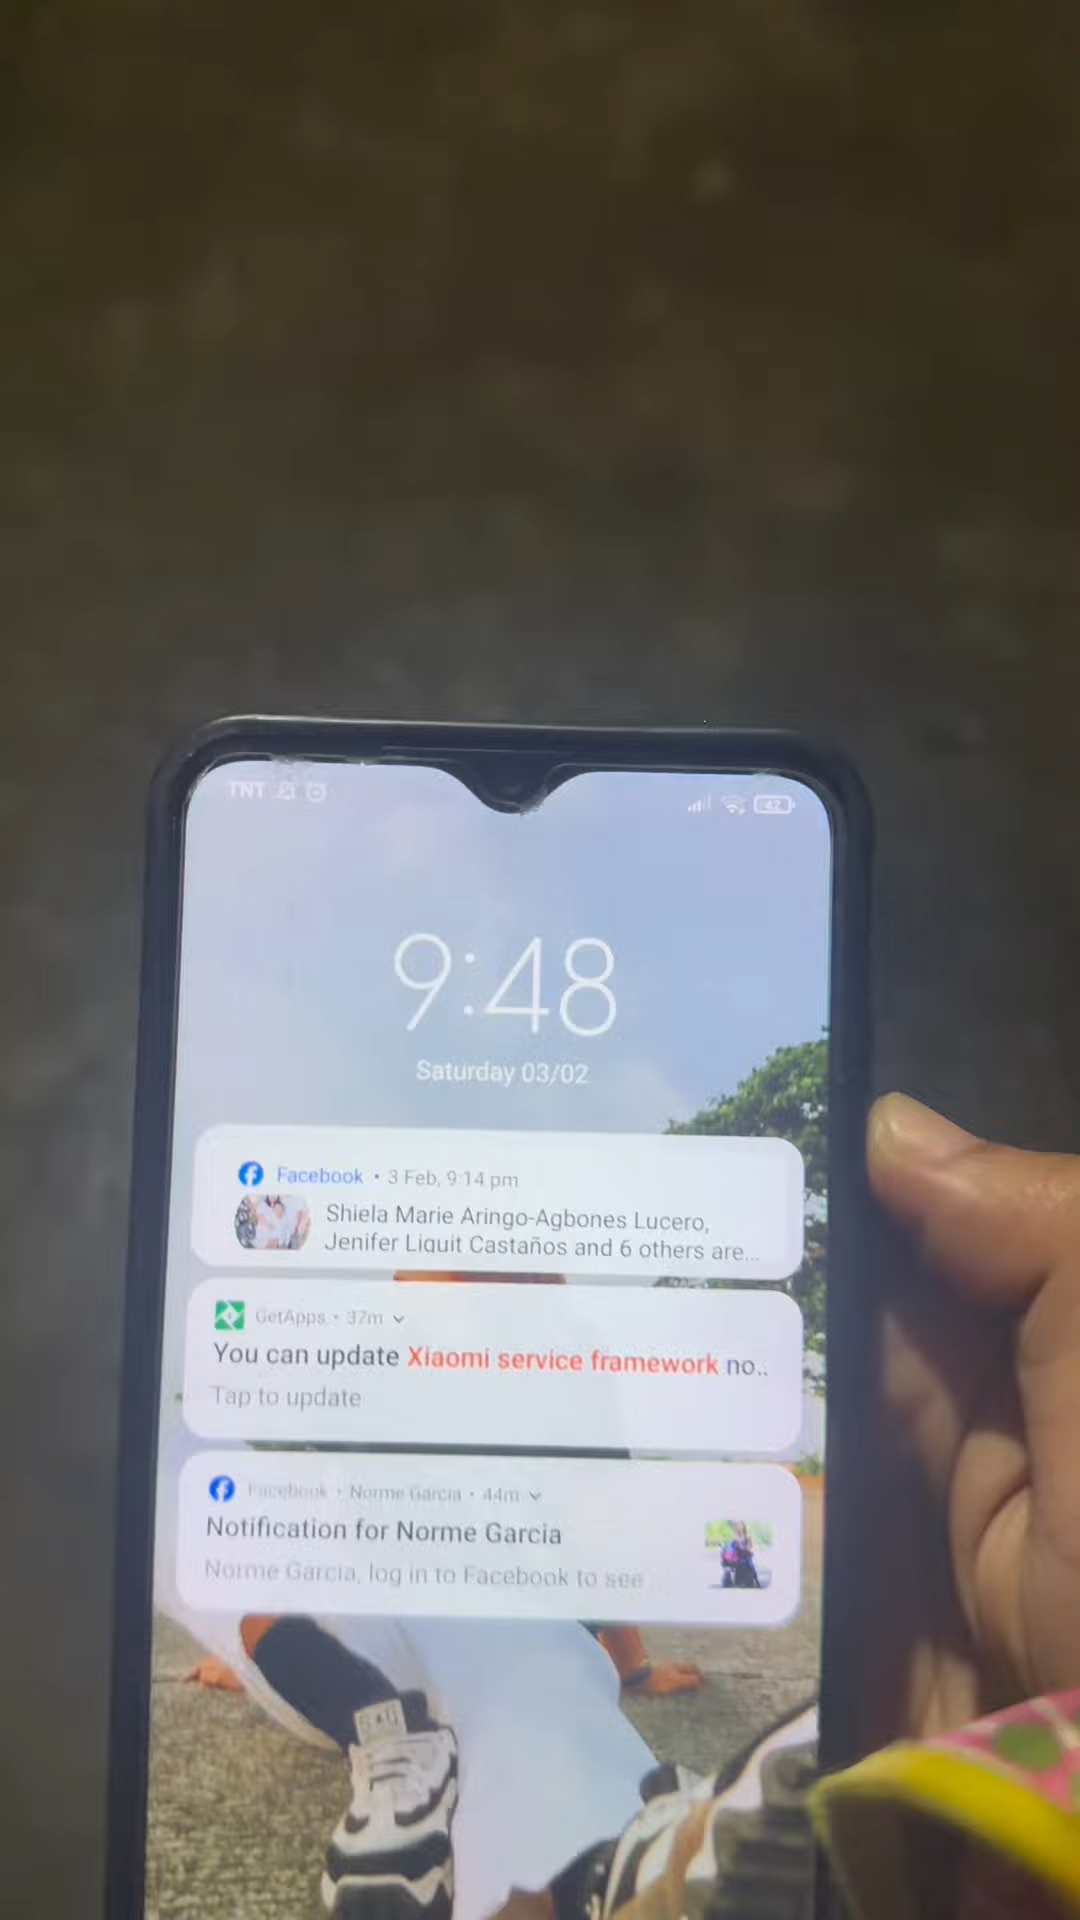 TNT
42
9:48
Saturday 03/02
Facebook • 3 Feb, 9:14 pm
Shiela Marie Aringo-Agbones Lucero,
Jenifer Liquit Castaños and 6 others are...
GetApps • 37m
You can update Xiaomi service framework no..
Tap to update
Facebook • Norme Garcia • 44m
Notification for Norme Garcia
Norme Garcia, log in to Facebook to see